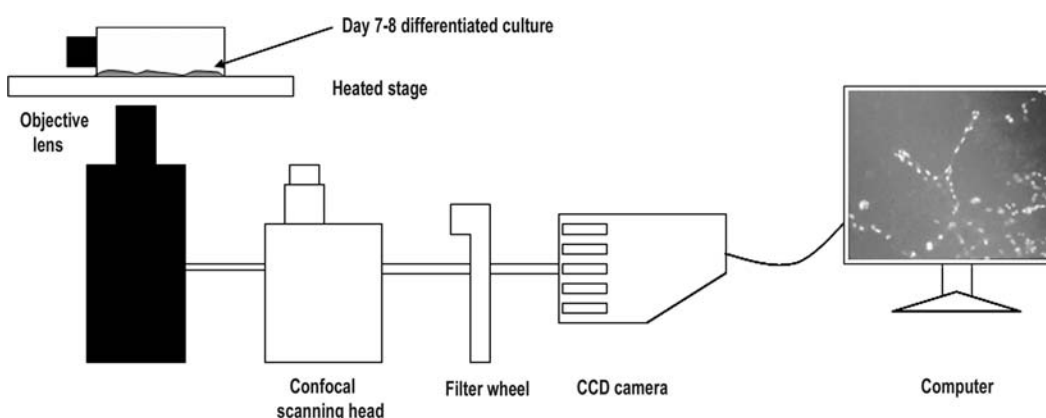 Day 7-8 differentiated culture
Heated stage
Objective
lens
Confocal
scanning head
Filter wheel
CCD camera
Computer